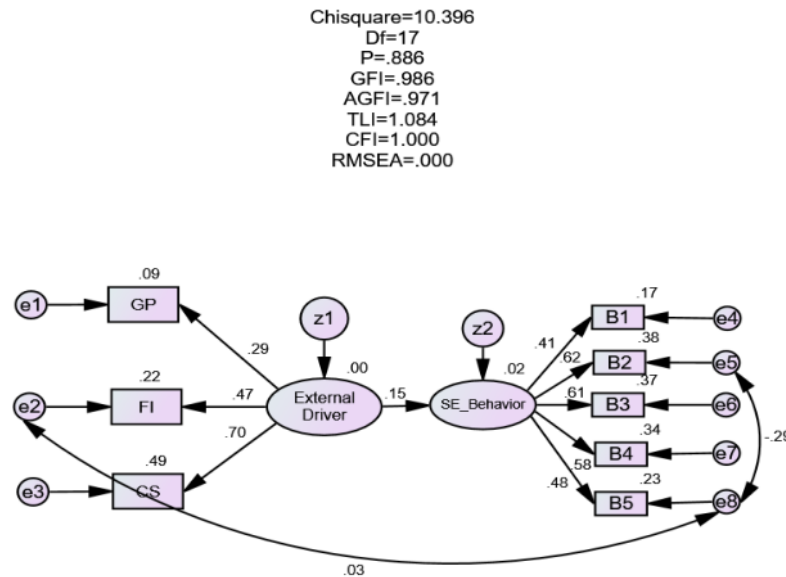 Chisquare=10.396
Df=17
P=.886
GFI=.986
AGFI=.971
TLI=1.084
CFI=1.000
RMSEA=.000
.09
e1
GP
.29
z1
.00
.22
e2
FI
.47
External
Driver
.15
.70
.49
e3
CS
z2
.02
SE_Behavior
.41
.62
.61
.58
.48
.17
B1
e4
.38
B2
e5
.37
B3
e6
.34
B4
e7
.23
B5
e8
-.29
.03